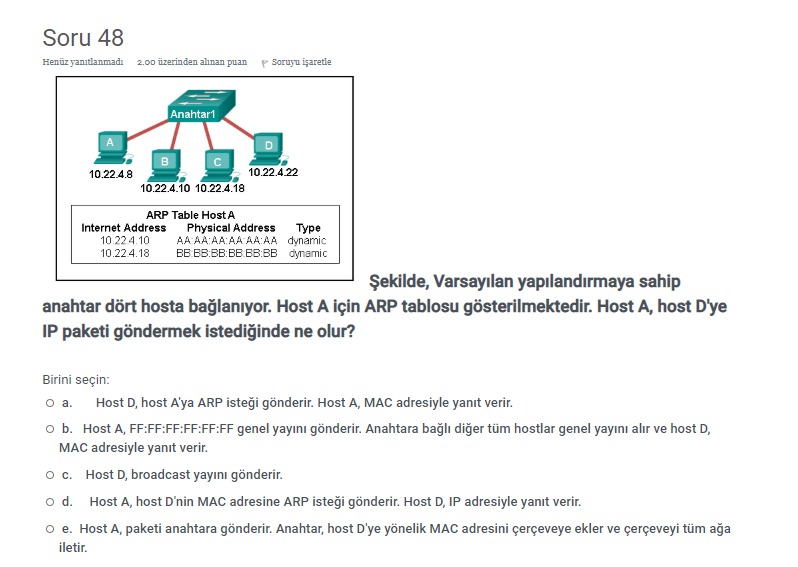 Soru 48
Henüz yanıtlanmadı 2.00 üzerinden alınan puan Soruyu işaretle
Anahtar1
A
B
C
D
10.22.4.8
10.22.4.10
10.22.4.18
10.22.4.22
ARP Table Host A
Internet Address Physical Address Type
10.22.4.10 AA:AA:AA:AA:AA:AA dynamic
10.22.4.18 BB:BB:BB:BB:BB:BB dynamic
Şekilde, Varsayılan yapılandırmaya sahip
anahtar dört hosta bağlanıyor. Host A için ARP tablosu gösterilmektedir. Host A, host D'ye
IP paketi göndermek istediğinde ne olur?
Birini seçin:
a. Host D, host A'ya ARP isteği gönderir. Host A, MAC adresiyle yanıt verir.
b. Host A, FF:FF:FF:FF:FF:FF genel yayını gönderir. Anahtara bağlı diğer tüm hostlar genel yayını alır ve host D,
MAC adresiyle yanıt verir.
c. Host D, broadcast yayını gönderir.
d. Host A, host D'nin MAC adresine ARP isteği gönderir. Host D, IP adresiyle yanıt verir.
e. Host A, paketi anahtara gönderir. Anahtar, host D'ye yönelik MAC adresini çerçeveye ekler ve çerçeveyi tüm ağa
iletir.